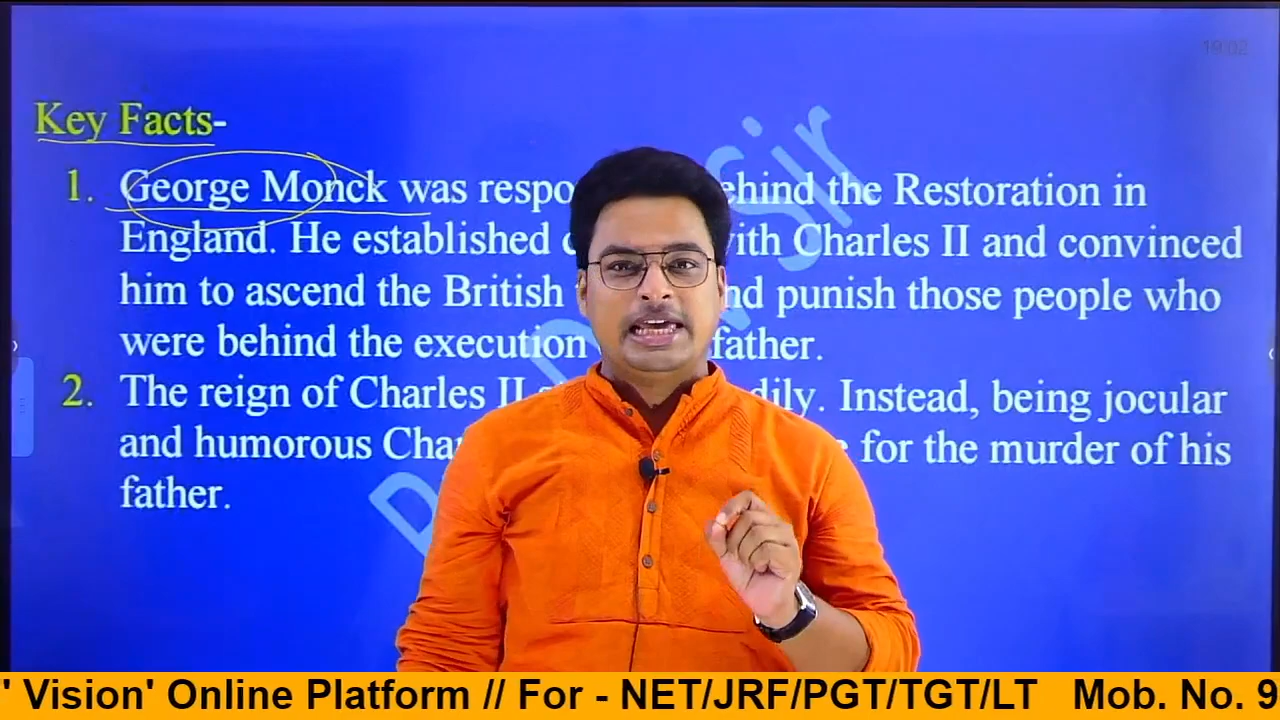 19:02
Key Facts-
1. George Monck was respo ehind the Restoration in
England. He established with Charles II and convinced
him to ascend the British nd punish those people who
were behind the execution father.
2. The reign of Charles II dily. Instead, being jocular
and humorous Cha for the murder of his
father.
Sir
'' Vision' Online Platform // For - NET/JRF/PGT/TGT/LT Mob. No. 9